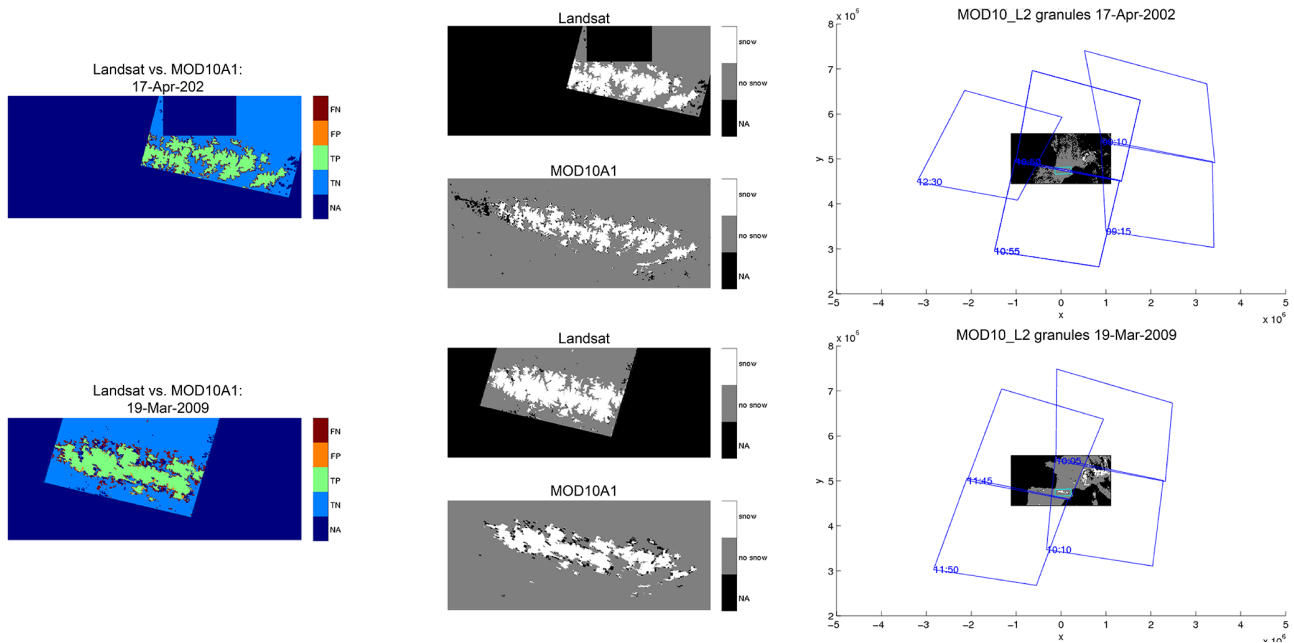 Landsat vs. MOD10A1:
17-Apr-202
FN
FP
TP
TN
NA
Landsat
snow
no snow
NA
MOD10A1
snow
no snow
NA
MOD10_L2 granules 17-Apr-2002
8 x 10^6
7
6
5
4
3
2
y
12:30
10:55
09:15
-5 -4 -3 -2 -1 0 1 2 3 4 5
x
x 10^6
Landsat vs. MOD10A1:
19-Mar-2009
FN
FP
TP
TN
NA
Landsat
snow
no snow
NA
MOD10A1
snow
no snow
NA
MOD10_L2 granules 19-Mar-2009
8 x 10^6
7
6
5
4
3
2
y
10:05
11:45
10:10
11:50
-5 -4 -3 -2 -1 0 1 2 3 4 5
x
x 10^6